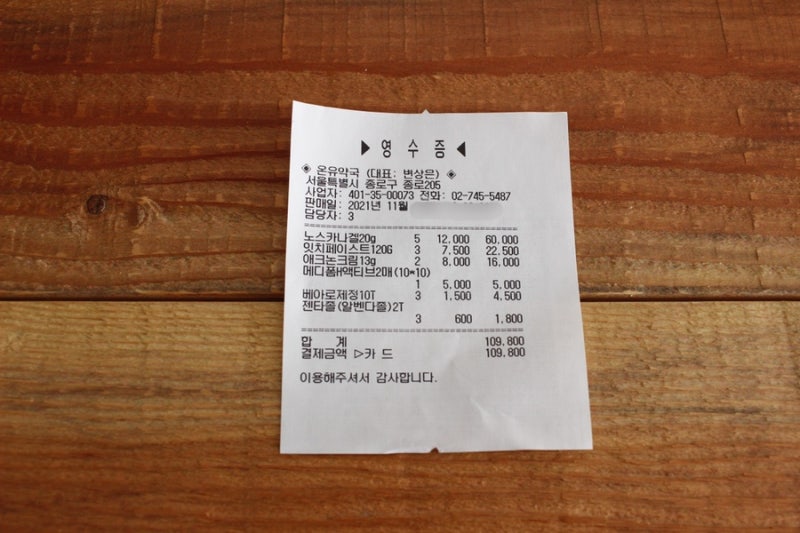 ▶ 영 수 증 ◀
◈ 온유약국 (대표: 변상은) ◈
서울특별시 종로구 종로205
사업자: 401-35-00073 전화: 02-745-5487
판매일: 2021년 11월
담당자: 3
노스카나겔20g 5 12,000 60,000
잇치페이스트120G 3 7,500 22,500
애크논크림13g 2 8,000 16,000
메디폼H액티브2매(10*10)
1 5,000 5,000
베아로제정10T 3 1,500 4,500
젠타졸(알벤다졸)2T
3 600 1,800
합 계 109,800
결제금액 ▷카 드 109,800
이용해주셔서 감사합니다.